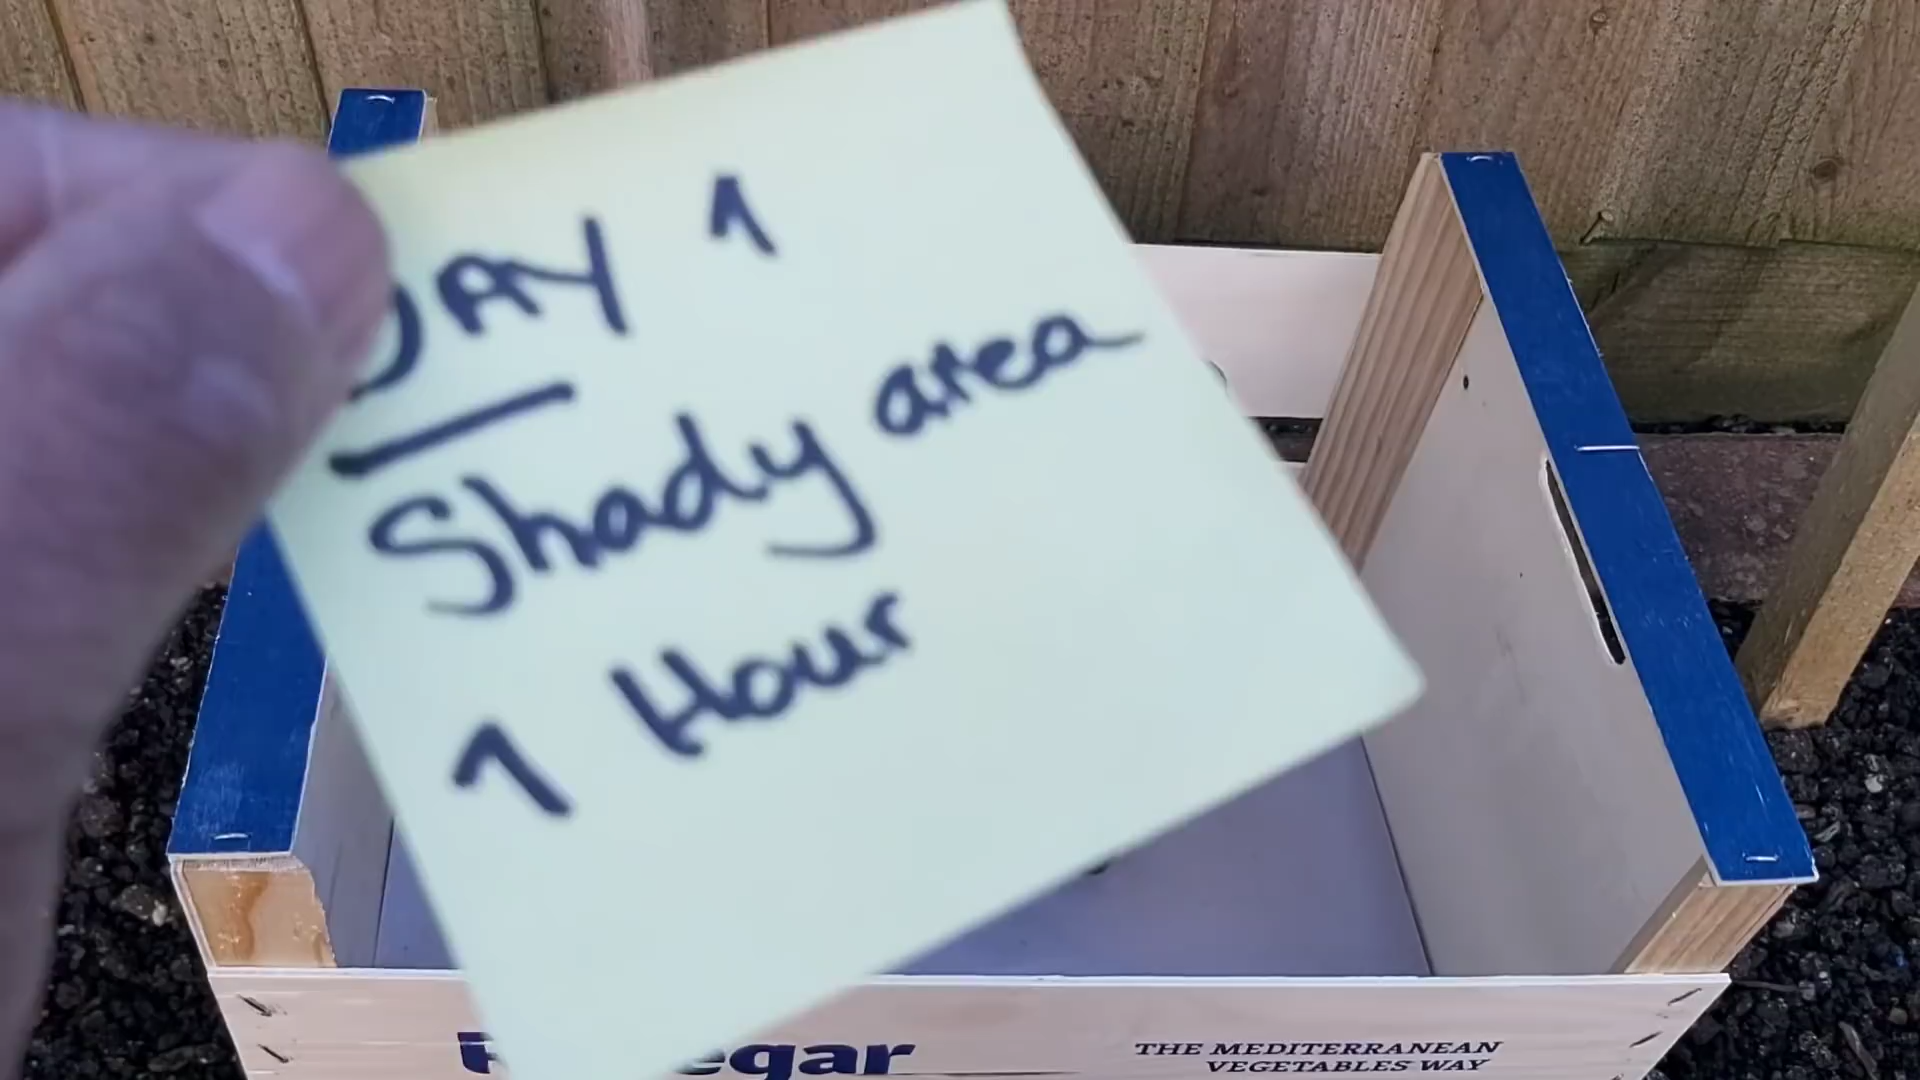 DAY 1
Shady area
1 Hour
THE MEDITERRANEAN
VEGETABLES WAY